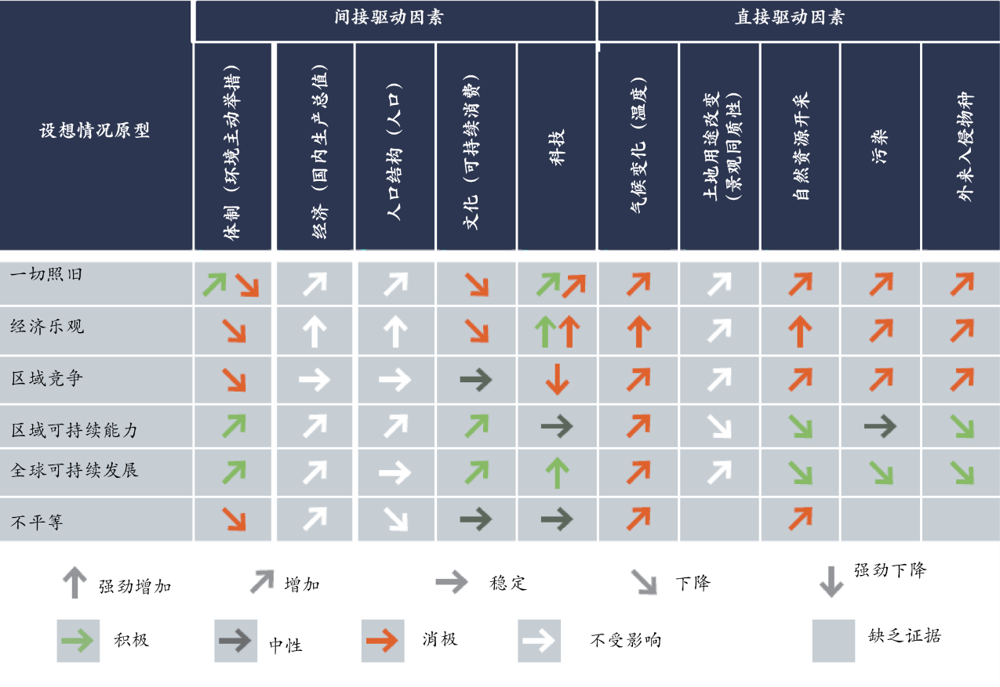 间接驱动因素
直接驱动因素
设想情况原型
体制（环境主动举措）
经济（国内生产总值）
人口结构（人口）
文化（可持续消费）
科技
气候变化（温度）
土地用途改变
（景观同质性）
自然资源开采
污染
外来入侵物种
一切照旧
经济乐观
区域竞争
区域可持续能力
全球可持续发展
不平等
强劲增加
增加
稳定
下降
强劲下降
积极
中性
消极
不受影响
缺乏证据